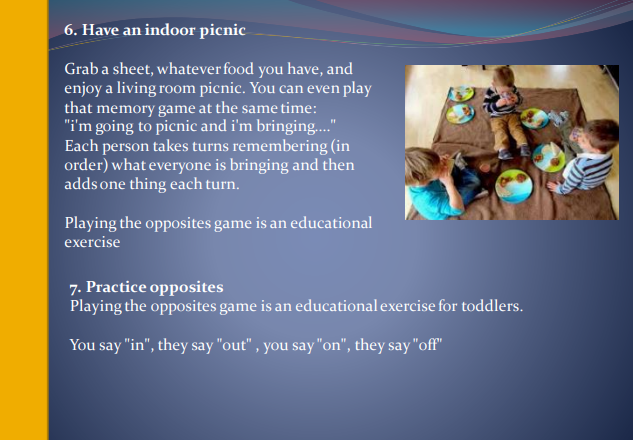 6. Have an indoor picnic
Grab a sheet, whatever food you have, and
enjoy a living room picnic. You can even play
that memory game at the same time:
"i'm going to picnic and i'm bringing...."
Each person takes turns remembering (in
order) what everyone is bringing and then
adds one thing each turn.
Playing the opposites game is an educational
exercise
7. Practice opposites
Playing the opposites game is an educational exercise for toddlers.
You say "in", they say "out" , you say "on", they say "off"